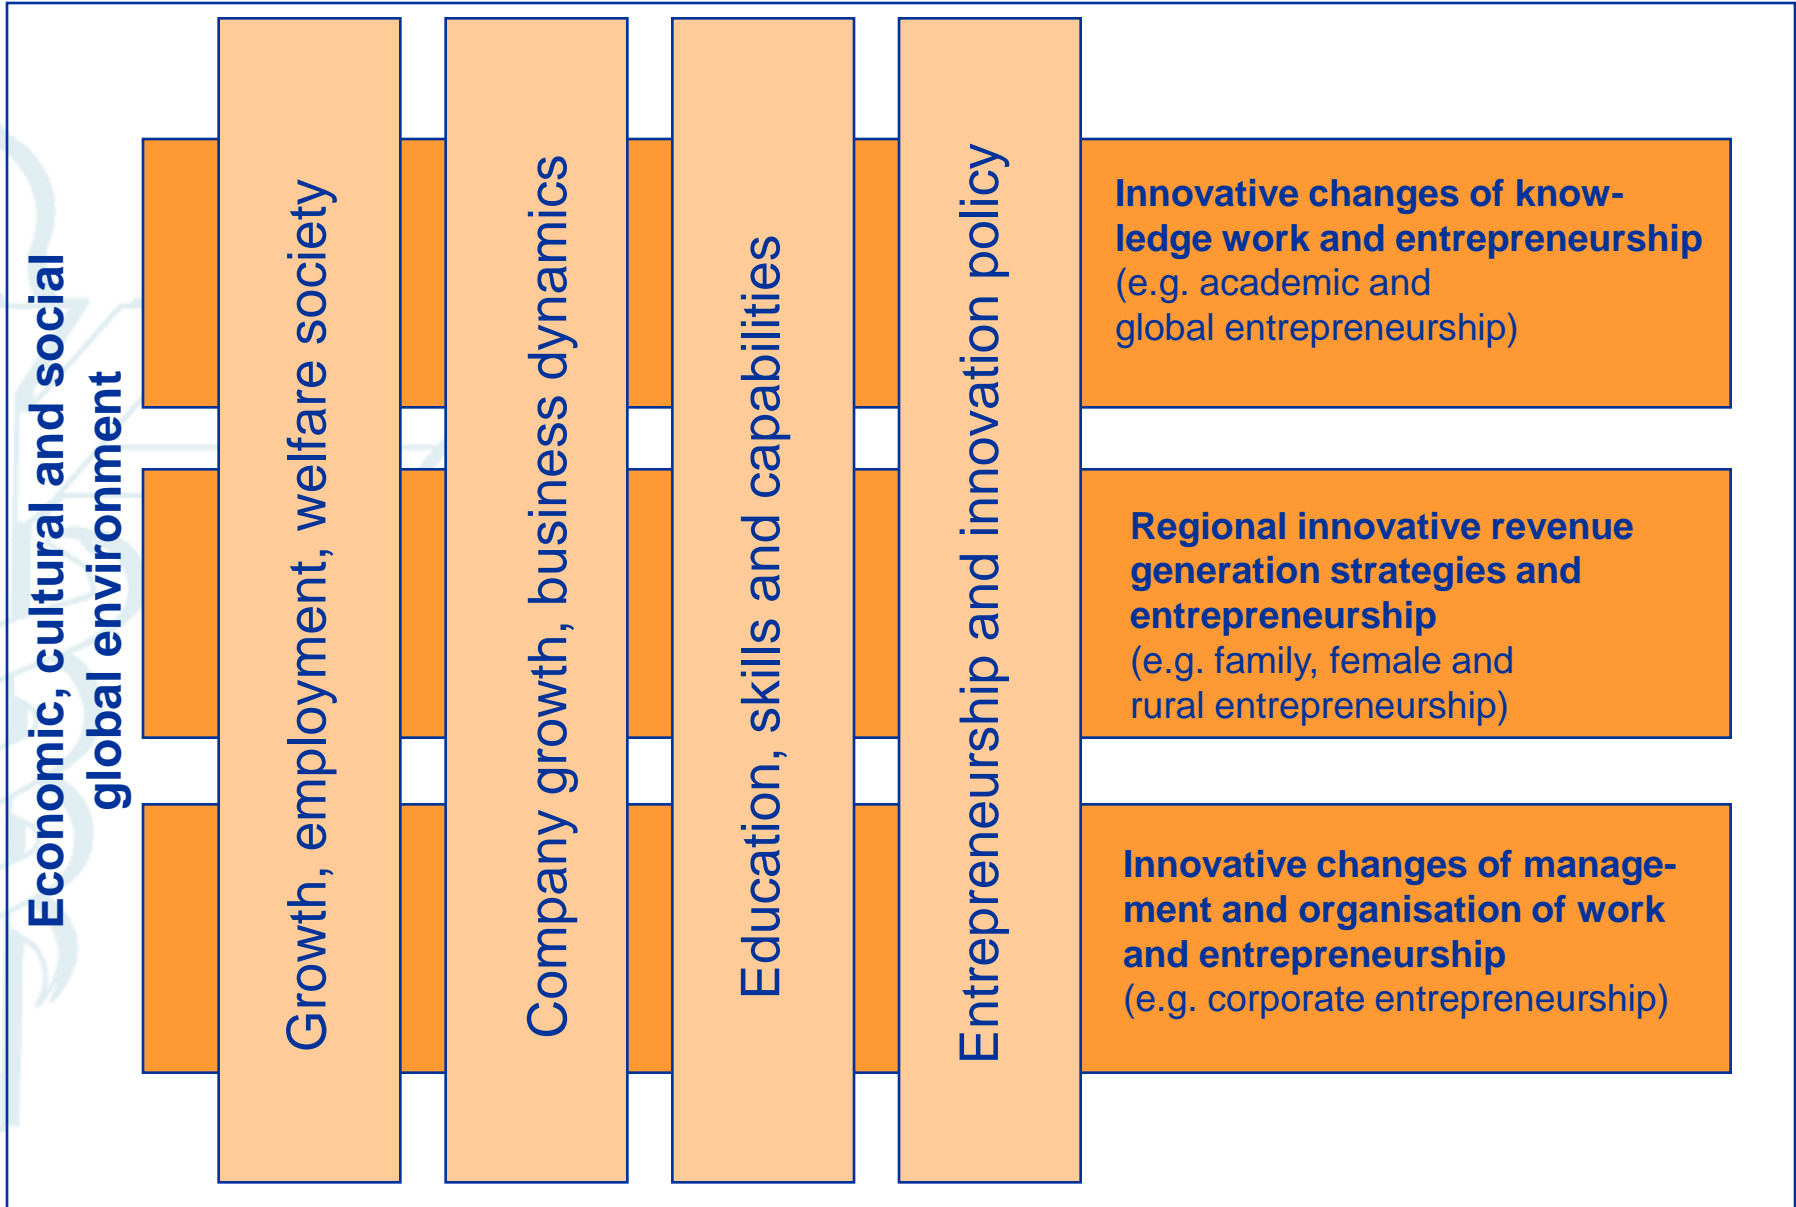 Economic, cultural and social
global environment
Growth, employment, welfare society
Company growth, business dynamics
Education, skills and capabilities
Entrepreneurship and innovation policy
Innovative changes of know-
ledge work and entrepreneurship
(e.g. academic and
global entrepreneurship)
Regional innovative revenue
generation strategies and
entrepreneurship
(e.g. family, female and
rural entrepreneurship)
Innovative changes of manage-
ment and organisation of work
and entrepreneurship
(e.g. corporate entrepreneurship)